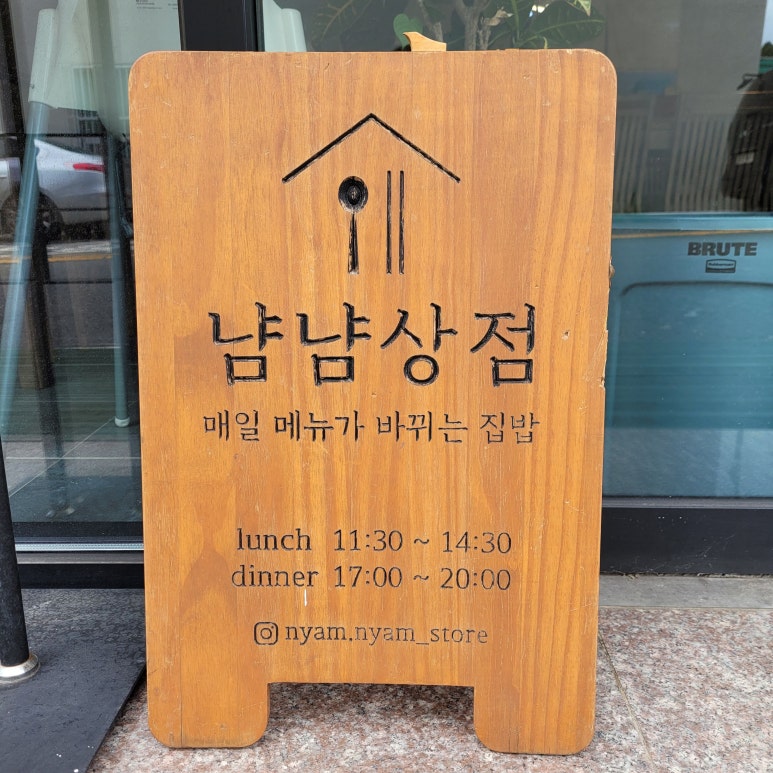 냠냠상점
매일 메뉴가 바뀌는 집밥
lunch 11:30 ~ 14:30
dinner 17:00 ~ 20:00
nyam.nyam_store
BRUTE
Rubbermaid